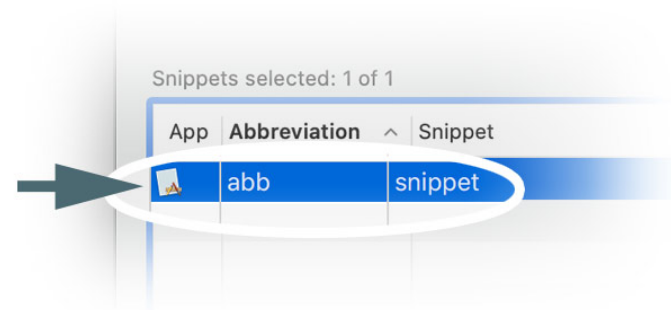 Snippets selected: 1 of 1
App Abbreviation Snippet
abb snippet